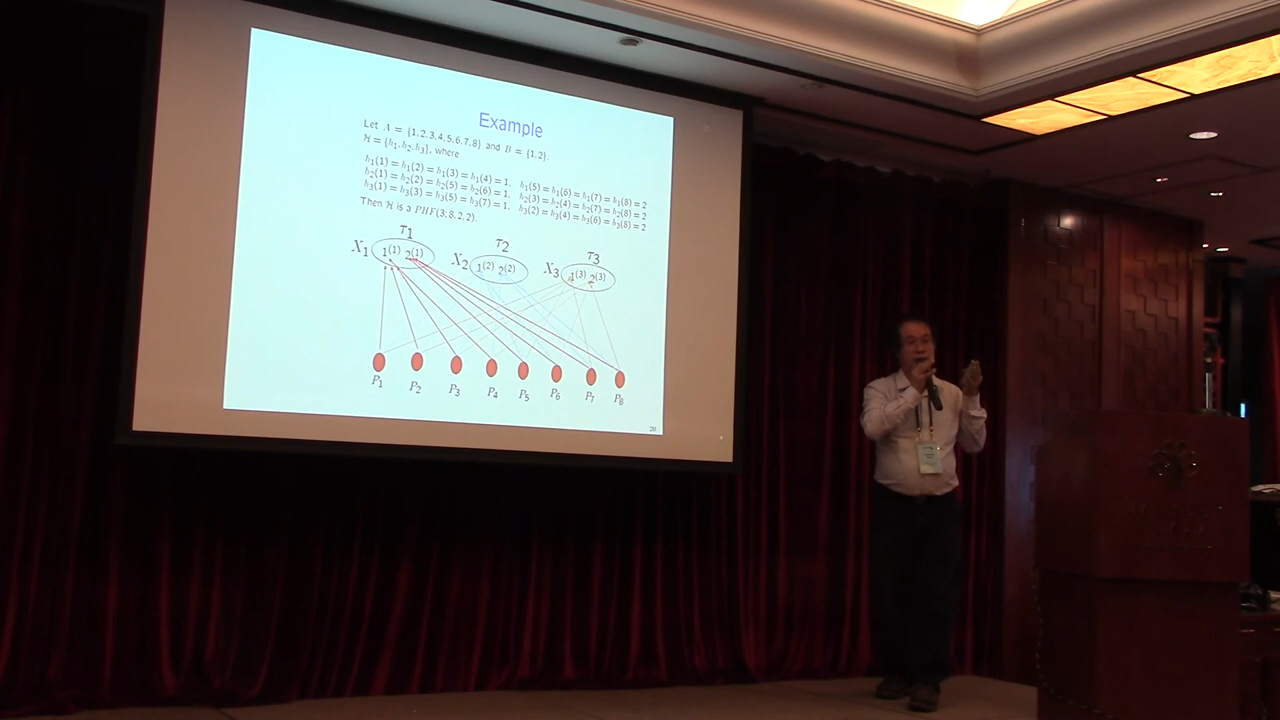 Example
Let A = {1,2,3,4,5,6,7,8} and B = {1,2}.
H = {h₁, h₂, h₃}, where
h₁(1) = h₁(2) = h₁(3) = h₁(4) = 1, h₁(5) = h₁(6) = h₁(7) = h₁(8) = 2
h₂(1) = h₂(2) = h₂(5) = h₂(6) = 1, h₂(3) = h₂(4) = h₂(7) = h₂(8) = 2
h₃(1) = h₃(3) = h₃(5) = h₃(7) = 1, h₃(2) = h₃(4) = h₃(6) = h₃(8) = 2
Then H is a PHF(3; 8, 2, 2).
τ₁ τ₂ τ₃
X₁ 1⁽¹⁾ 2⁽¹⁾ X₂ 1⁽²⁾ 2⁽²⁾ X₃ 1⁽³⁾ 2⁽³⁾
P₁ P₂ P₃ P₄ P₅ P₆ P₇ P₈
20